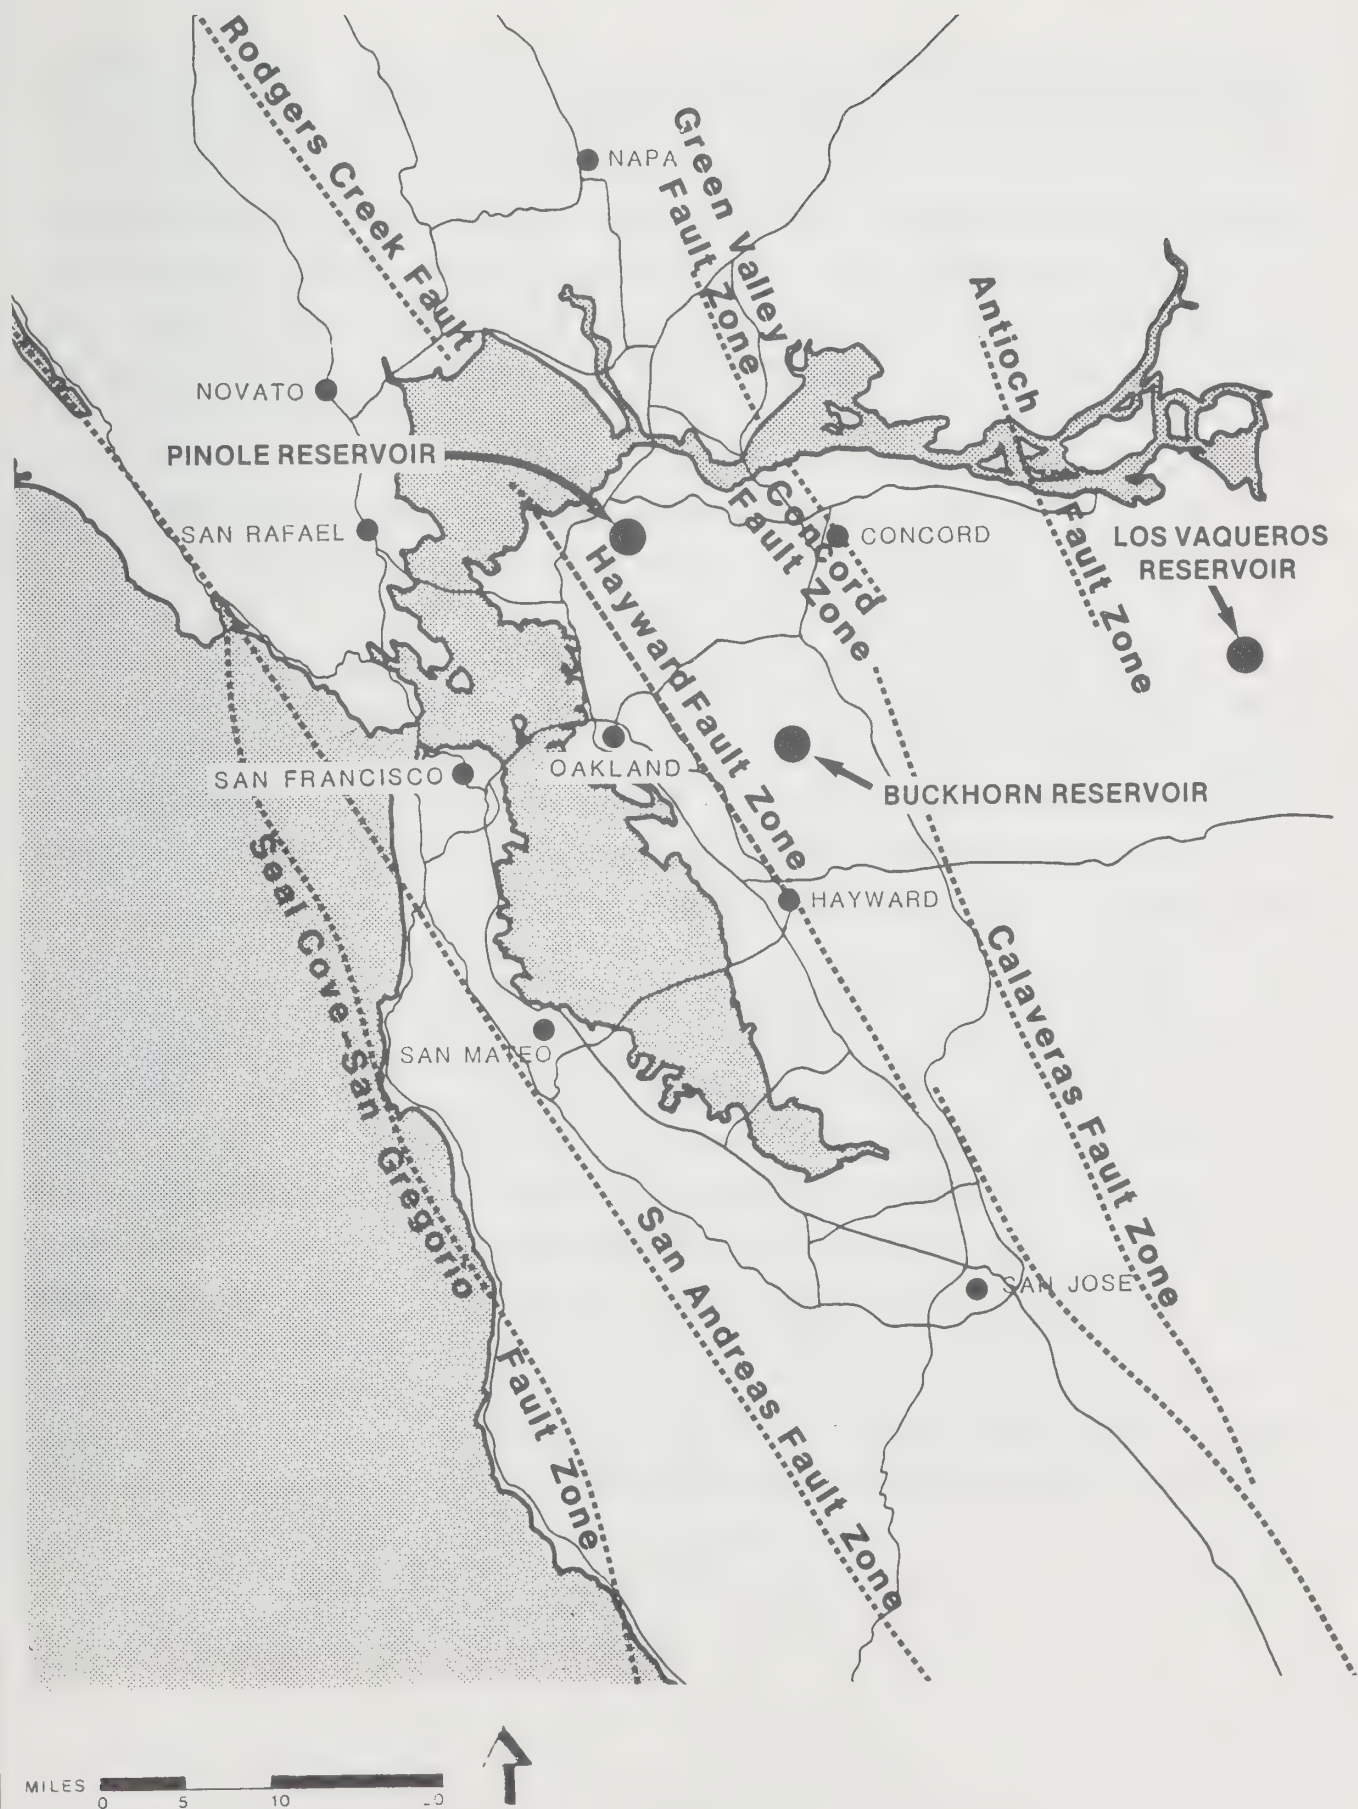 Rodgers Creek Fault
NAPA
Green Valley
Fault Zone
Antioch
Fault Zone
NOVATO
PINOLE RESERVOIR
SAN RAFAEL
Concord
Fault Zone
CONCORD
LOS VAQUEROS
RESERVOIR
Hayward Fault Zone
SAN FRANCISCO
OAKLAND
BUCKHORN RESERVOIR
Seal Cove-San Gregorio Fault Zone
HAYWARD
Calaveras Fault Zone
SAN MATEO
San Andreas Fault Zone
SAN JOSE
MILES
0 5 10